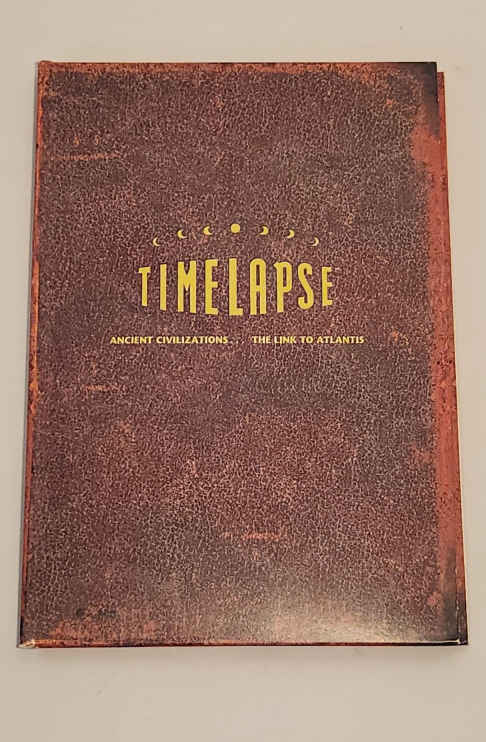 TIMELAPSE
ANCIENT CIVILIZATIONS . . . THE LINK TO ATLANTIS